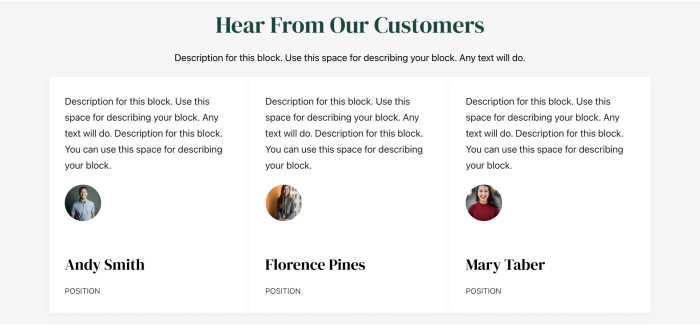 Hear From Our Customers
Description for this block. Use this space for describing your block. Any text will do.
Description for this block. Use this
space for describing your block. Any
text will do. Description for this block.
You can use this space for describing
your block.
Andy Smith
POSITION
Description for this block. Use this
space for describing your block. Any
text will do. Description for this block.
You can use this space for describing
your block.
Florence Pines
POSITION
Description for this block. Use this
space for describing your block. Any
text will do. Description for this block.
You can use this space for describing
your block.
Mary Taber
POSITION